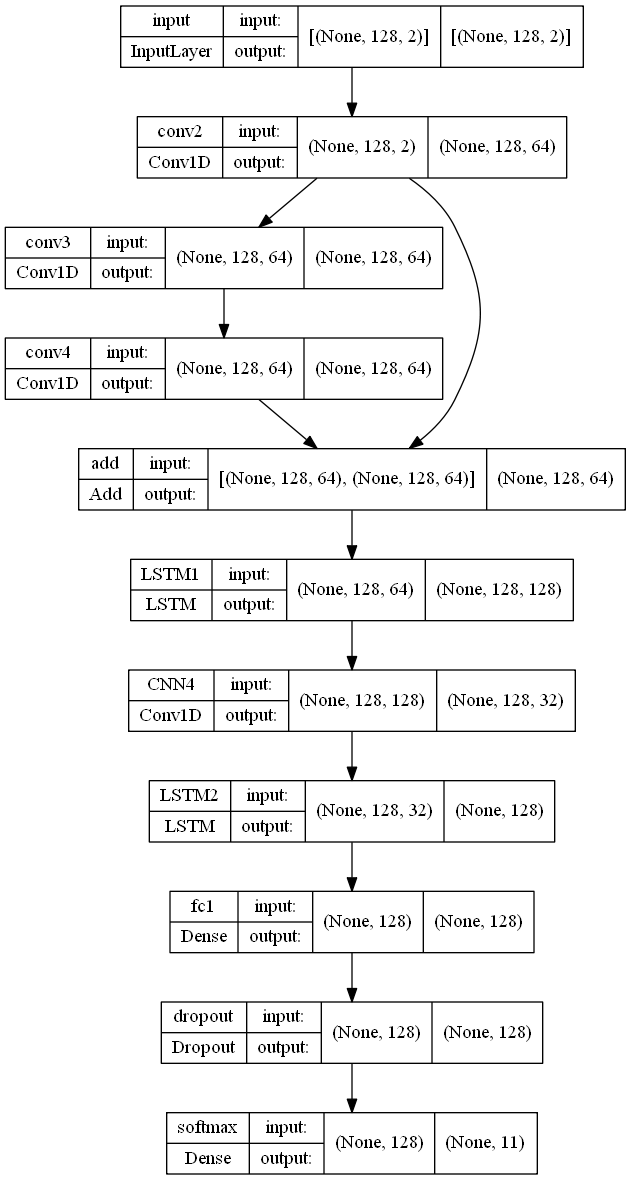 input input: [(None, 128, 2)] [(None, 128, 2)]
InputLayer output:
conv2 input: (None, 128, 2) (None, 128, 64)
Conv1D output:
conv3 input: (None, 128, 64) (None, 128, 64)
Conv1D output:
conv4 input: (None, 128, 64) (None, 128, 64)
Conv1D output:
add input: [(None, 128, 64), (None, 128, 64)] (None, 128, 64)
Add output:
LSTM1 input: (None, 128, 64) (None, 128, 128)
LSTM output:
CNN4 input: (None, 128, 128) (None, 128, 32)
Conv1D output:
LSTM2 input: (None, 128, 32) (None, 128)
LSTM output:
fc1 input: (None, 128) (None, 128)
Dense output:
dropout input: (None, 128) (None, 128)
Dropout output:
softmax input: (None, 128) (None, 11)
Dense output: